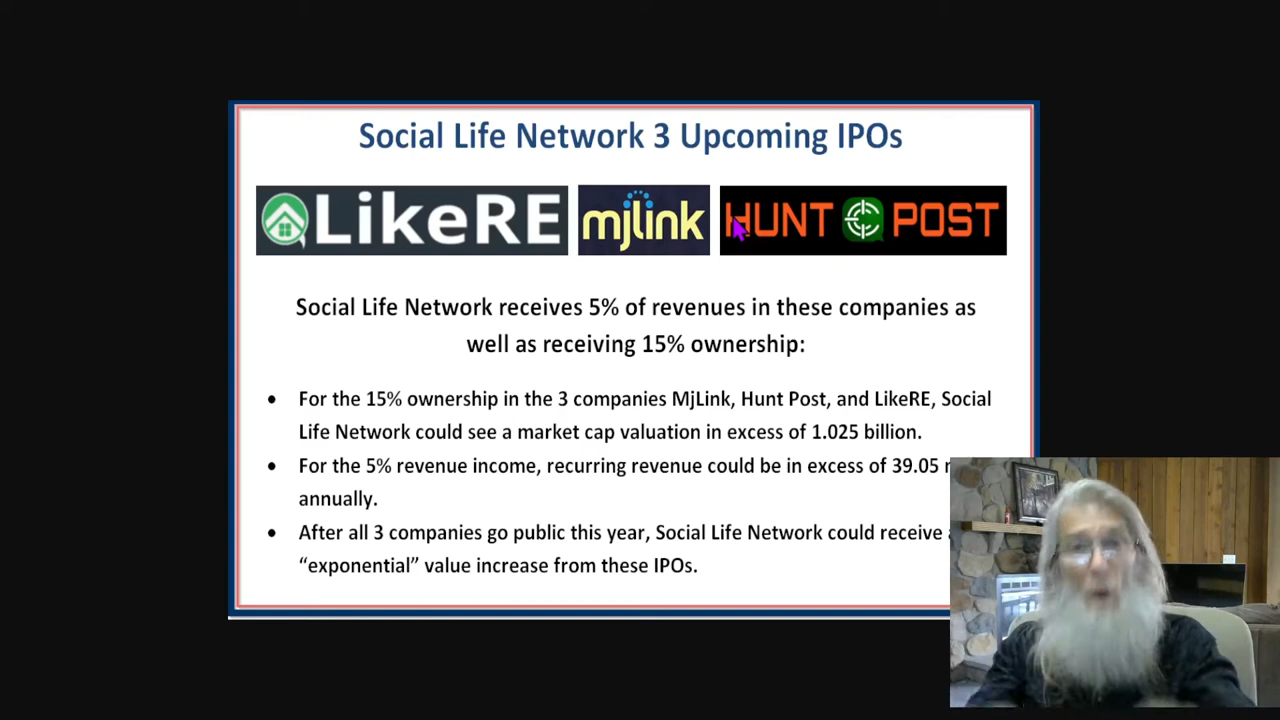 Social Life Network 3 Upcoming IPOs
LikeRE mjlink HUNT POST
Social Life Network receives 5% of revenues in these companies as
well as receiving 15% ownership:
• For the 15% ownership in the 3 companies MjLink, Hunt Post, and LikeRE, Social
Life Network could see a market cap valuation in excess of 1.025 billion.
• For the 5% revenue income, recurring revenue could be in excess of 39.05
annually.
• After all 3 companies go public this year, Social Life Network could receive
“exponential” value increase from these IPOs.